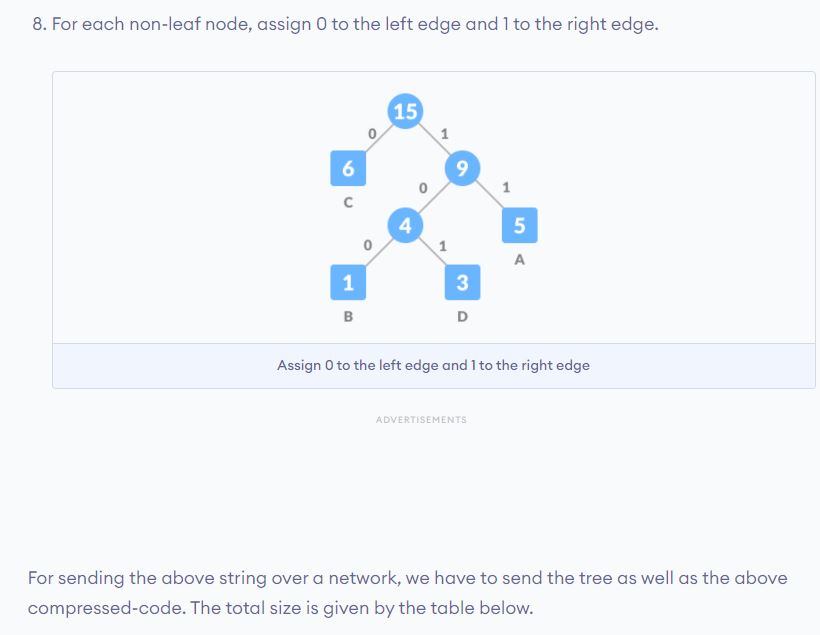 8. For each non-leaf node, assign 0 to the left edge and 1 to the right edge.
15
0 1
6 9
C
0 1
4 5
A
0 1
1 3
B D
Assign 0 to the left edge and 1 to the right edge
ADVERTISEMENTS
For sending the above string over a network, we have to send the tree as well as the above
compressed-code. The total size is given by the table below.